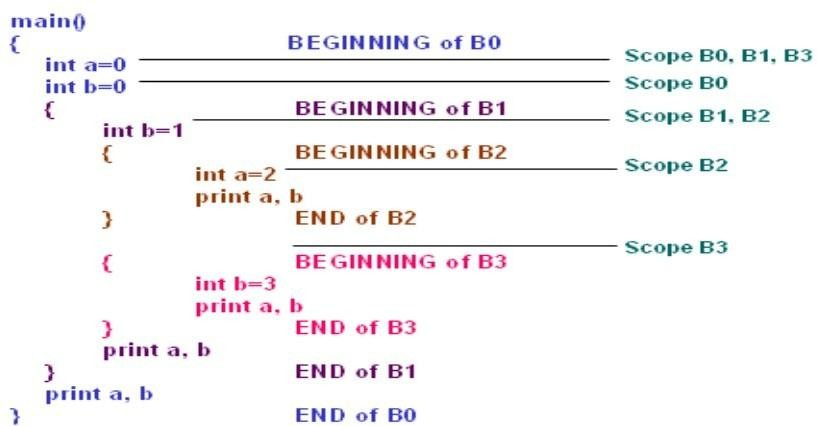 main()
{ BEGINNING of B0
int a=0 Scope B0, B1, B3
int b=0 Scope B0
{ BEGINNING of B1
int b=1 Scope B1, B2
{ BEGINNING of B2
int a=2 Scope B2
print a, b
} END of B2
Scope B3
{ BEGINNING of B3
int b=3
print a, b
} END of B3
print a, b
} END of B1
print a, b
} END of B0